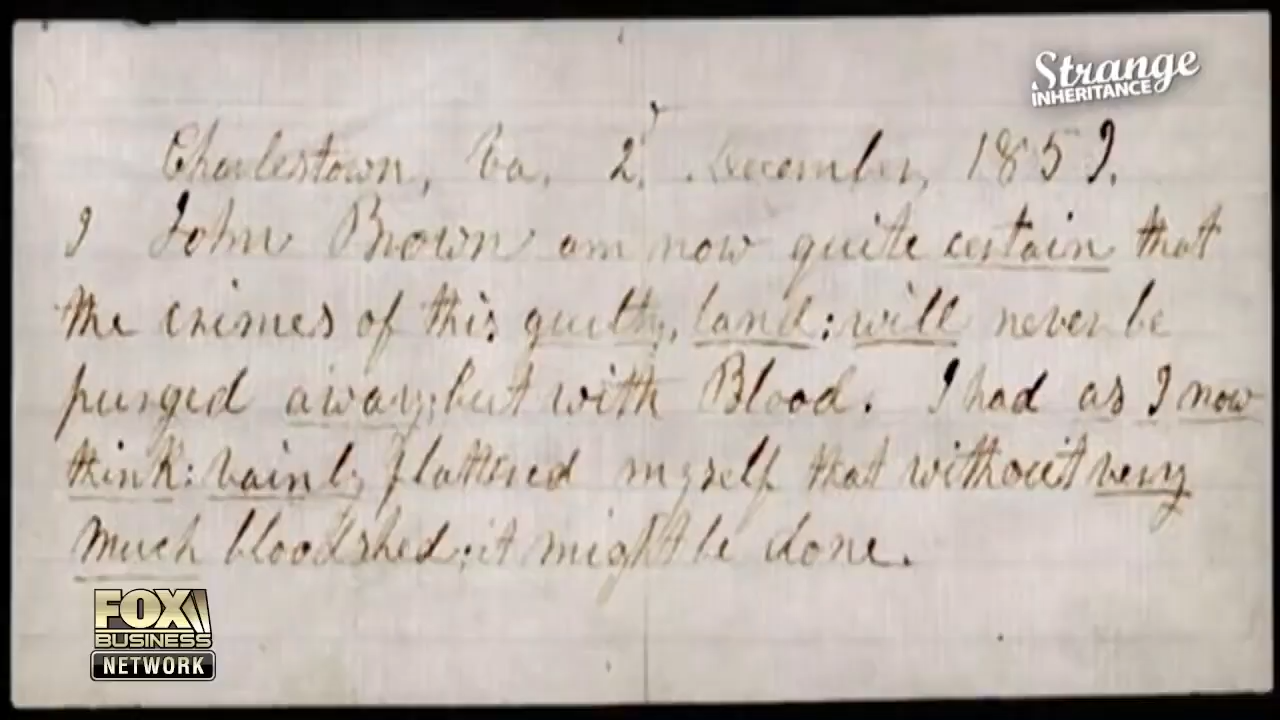 Strange
INHERITANCE
Charlestown, Va. 2, December, 1859.
I John Brown am now quite certain that
the crimes of this guilty, land: will never be
purged away; but with Blood. I had as I now
think: vainly flattered myself that without very
much bloodshed; it might be done.
FOX
BUSINESS
NETWORK